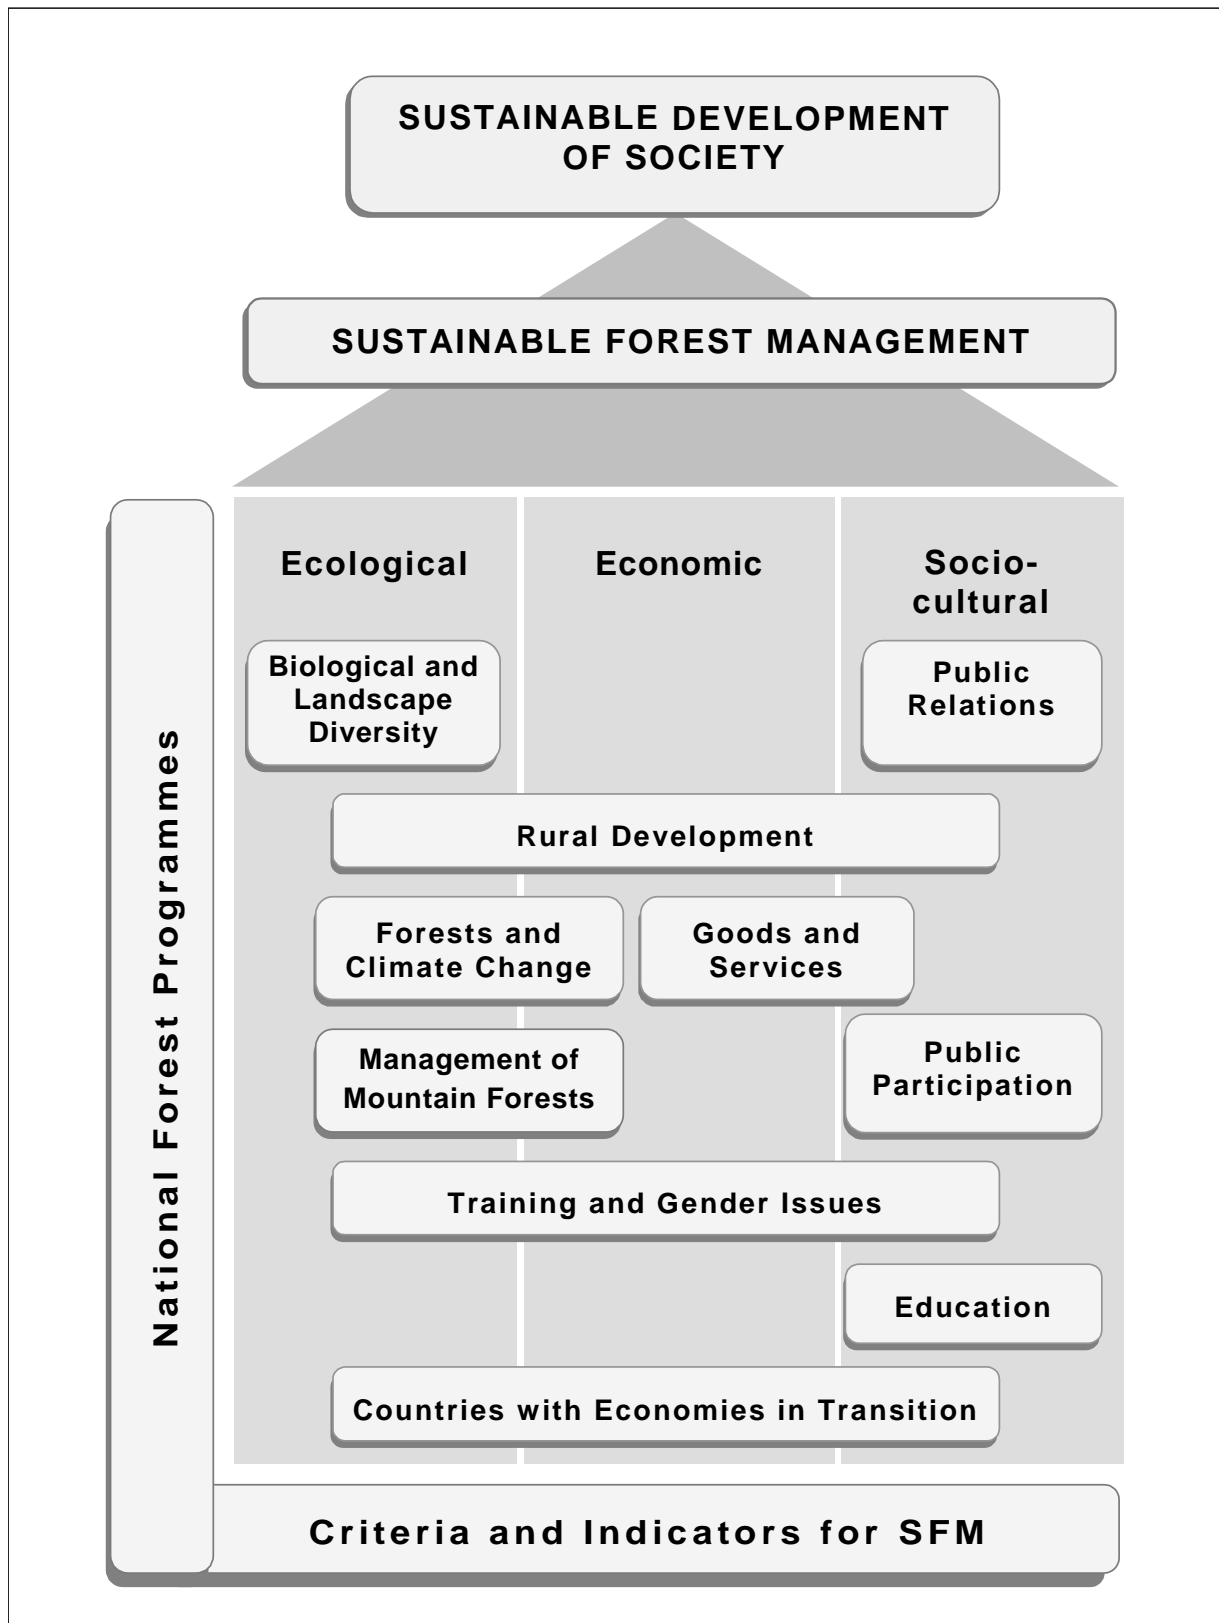 SUSTAINABLE DEVELOPMENT
OF SOCIETY
SUSTAINABLE FOREST MANAGEMENT
National Forest Programmes
Ecological
Economic
Socio-
cultural
Biological and
Landscape
Diversity
Public
Relations
Rural Development
Forests and
Climate Change
Goods and
Services
Management of
Mountain Forests
Public
Participation
Training and Gender Issues
Education
Countries with Economies in Transition
Criteria and Indicators for SFM